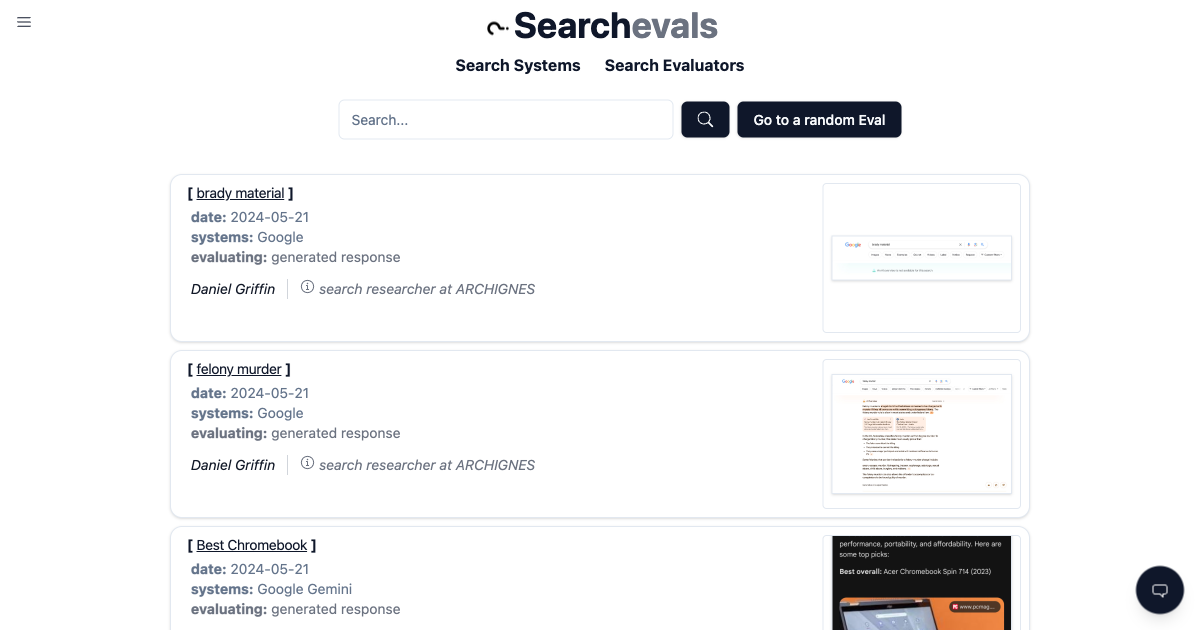 Searchevals
Search Systems Search Evaluators
Search...
Go to a random Eval
[ brady material ]
date: 2024-05-21
systems: Google
evaluating: generated response
Daniel Griffin
search researcher at ARCHIGNES
Google
[ felony murder ]
date: 2024-05-21
systems: Google
evaluating: generated response
Daniel Griffin
search researcher at ARCHIGNES
Google
[ Best Chromebook ]
date: 2024-05-21
systems: Google Gemini
evaluating: generated response
performance, portability, and affordability. Here are
some top picks:
Best overall: Acer Chromebook Spin 714 (2023)
www.pcmag...